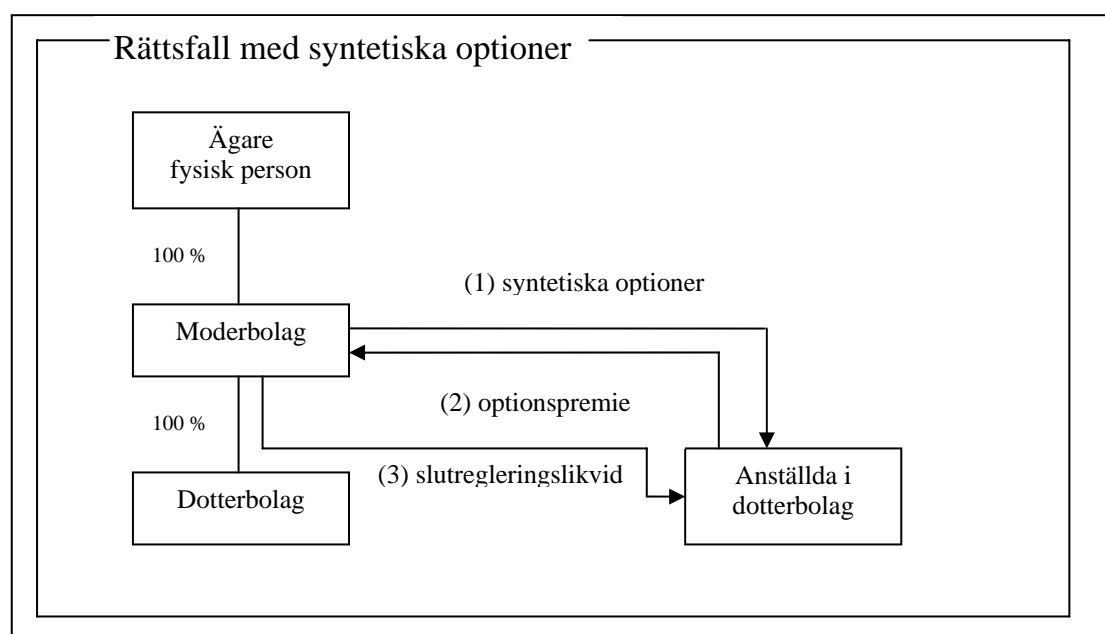 Rättsfall med syntetiska optioner
Ägare
fysisk person
100 %
(1) syntetiska optioner
Moderbolag
(2) optionspremie
100 %
(3) slutregleringslikvid
Dotterbolag
Anställda i
dotterbolag